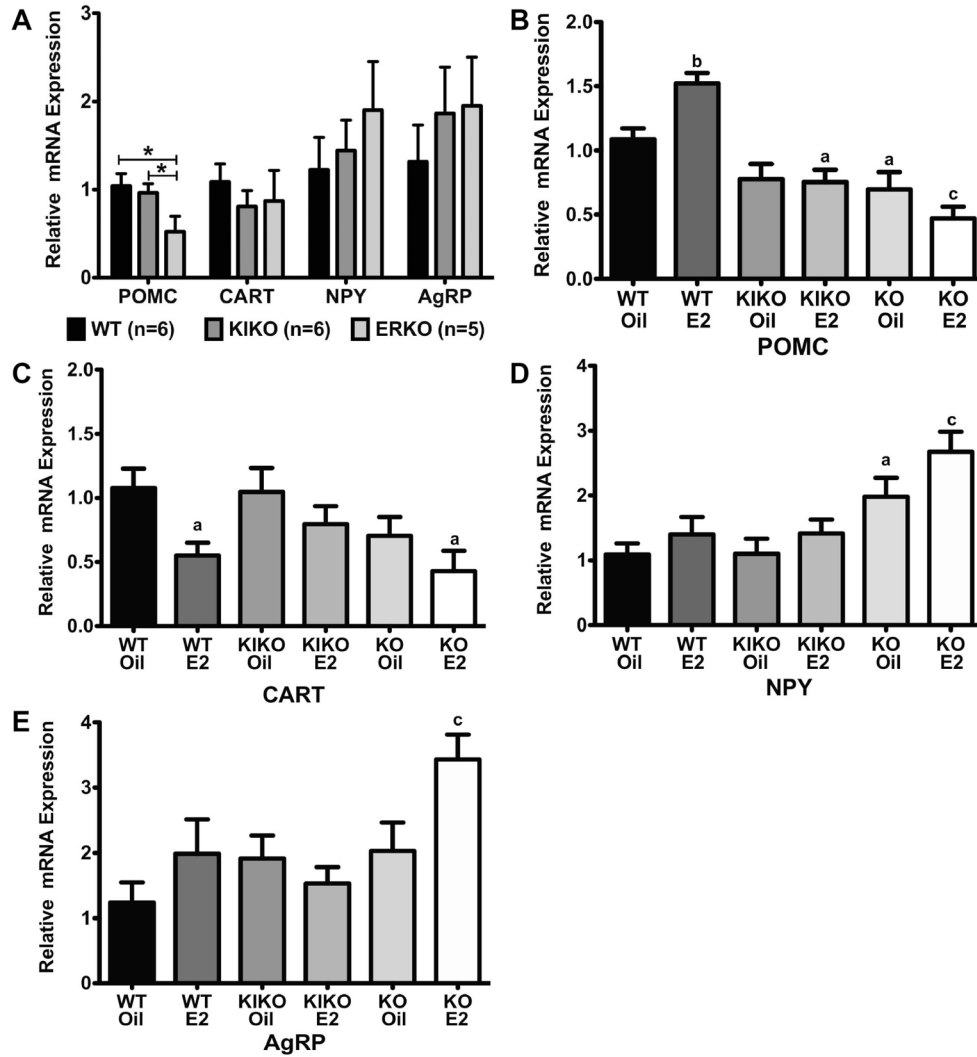 A
Relative mRNA Expression
3
2
1
0
*
*
POMC CART NPY AgRP
WT (n=6) KIKO (n=6) ERKO (n=5)
B
Relative mRNA Expression
2.0
1.5
1.0
0.5
0.0
b
a
a
c
WT KIKO KIKO KO KO
WT
Oil E2 Oil E2 Oil E2
POMC
C
Relative mRNA Expression
2.0
1.5
1.0
0.5
0.0
a
a
WT WT KIKO KIKO KO KO
Oil E2 Oil E2 Oil E2
CART
D
Relative mRNA Expression
4
3
2
1
0
a
c
WT WT KIKO KIKO KO KO
Oil E2 Oil E2 Oil E2
NPY
E
Relative mRNA Expression
4
3
2
1
0
c
WT WT KIKO KIKO KO KO
Oil E2 Oil E2 Oil E2
AgRP